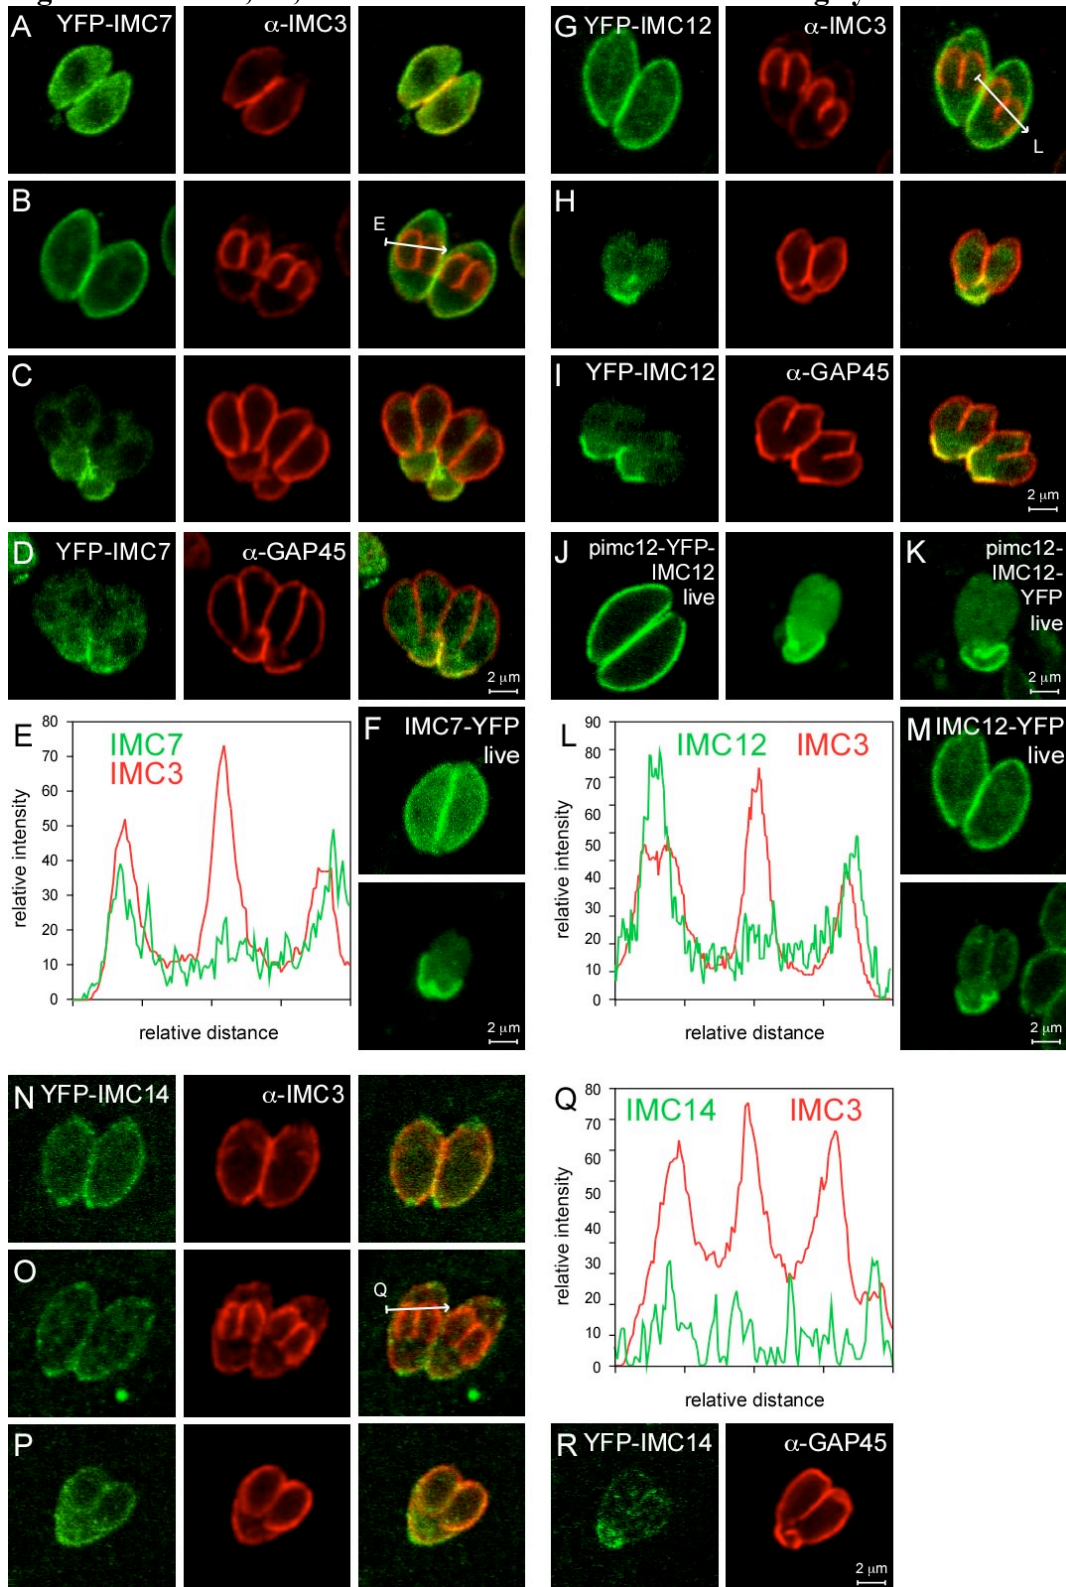 A YFP-IMC7 α-IMC3
G YFP-IMC12 α-IMC3
L
B
E
H
C
I YFP-IMC12 α-GAP45
2 μm
D YFP-IMC7 α-GAP45
2 μm
J pimc12-YFP-
IMC12
live
K pimc12-
IMC12-
YFP
live
2 μm
E
IMC7
IMC3
relative intensity
80
70
60
50
40
30
20
10
0
relative distance
F IMC7-YFP
live
2 μm
L
IMC12 IMC3
relative intensity
90
80
70
60
50
40
30
20
10
0
relative distance
M IMC12-YFP
live
2 μm
N YFP-IMC14 α-IMC3
O
Q
P
Q
IMC14 IMC3
relative intensity
80
70
60
50
40
30
20
10
0
relative distance
R YFP-IMC14 α-GAP45
2 μm